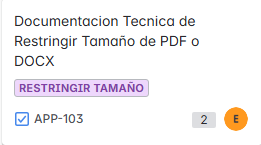 Documentacion Tecnica de
Restringir Tamaño de PDF o
DOCX
RESTRINGIR TAMAÑO
APP-103 2 E